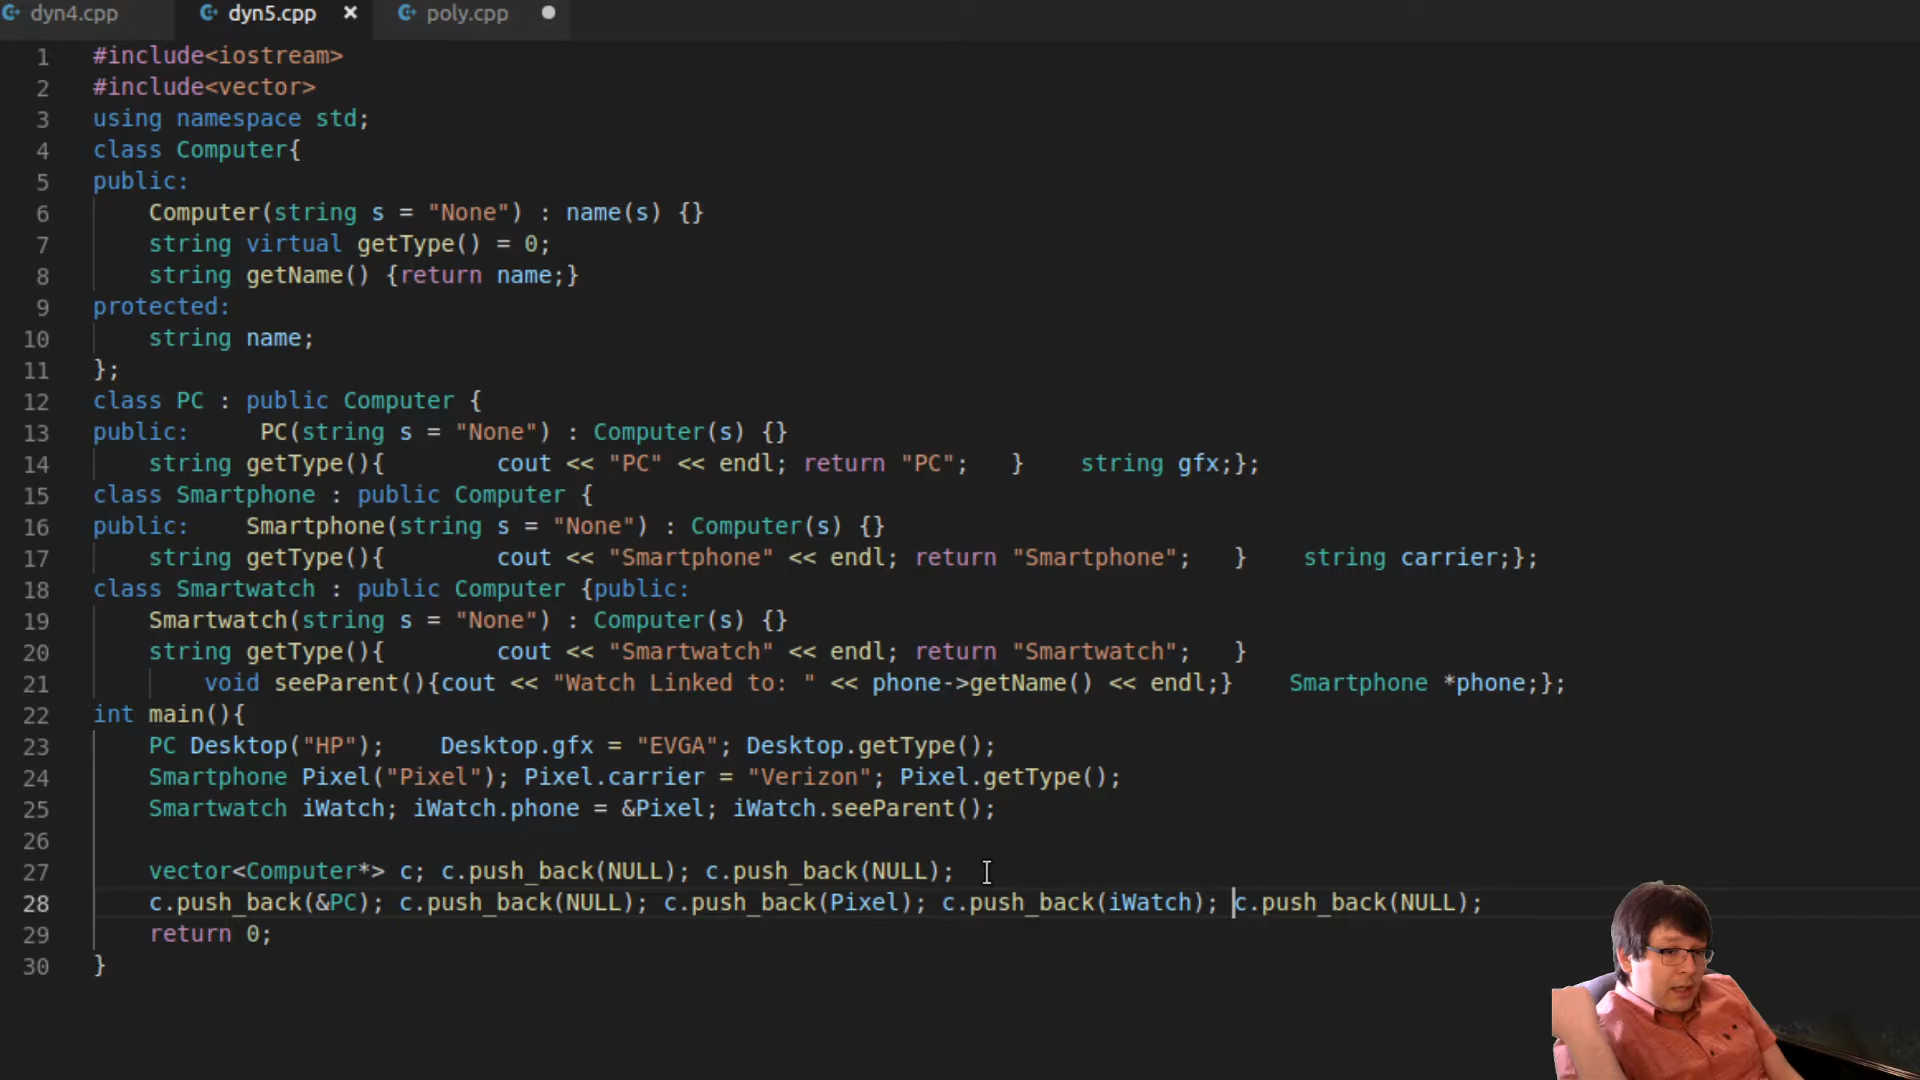 dyn4.cpp dyn5.cpp × poly.cpp
1 #include<iostream>
2 #include<vector>
3 using namespace std;
4 class Computer{
5 public:
6 Computer(string s = "None") : name(s) {}
7 string virtual getType() = 0;
8 string getName() {return name;}
9 protected:
10 string name;
11 };
12 class PC : public Computer {
13 public: PC(string s = "None") : Computer(s) {}
14 string getType(){ cout << "PC" << endl; return "PC"; } string gfx;};
15 class Smartphone : public Computer {
16 public: Smartphone(string s = "None") : Computer(s) {}
17 string getType(){ cout << "Smartphone" << endl; return "Smartphone"; } string carrier;};
18 class Smartwatch : public Computer {public:
19 Smartwatch(string s = "None") : Computer(s) {}
20 string getType(){ cout << "Smartwatch" << endl; return "Smartwatch"; }
21 void seeParent(){cout << "Watch Linked to: " << phone->getName() << endl;} Smartphone *phone;};
22 int main(){
23 PC Desktop("HP"); Desktop.gfx = "EVGA"; Desktop.getType();
24 Smartphone Pixel("Pixel"); Pixel.carrier = "Verizon"; Pixel.getType();
25 Smartwatch iWatch; iWatch.phone = &Pixel; iWatch.seeParent();
26
27 vector<Computer*> c; c.push_back(NULL); c.push_back(NULL);
28 c.push_back(&PC); c.push_back(NULL); c.push_back(Pixel); c.push_back(iWatch); c.push_back(NULL);
29 return 0;
30 }